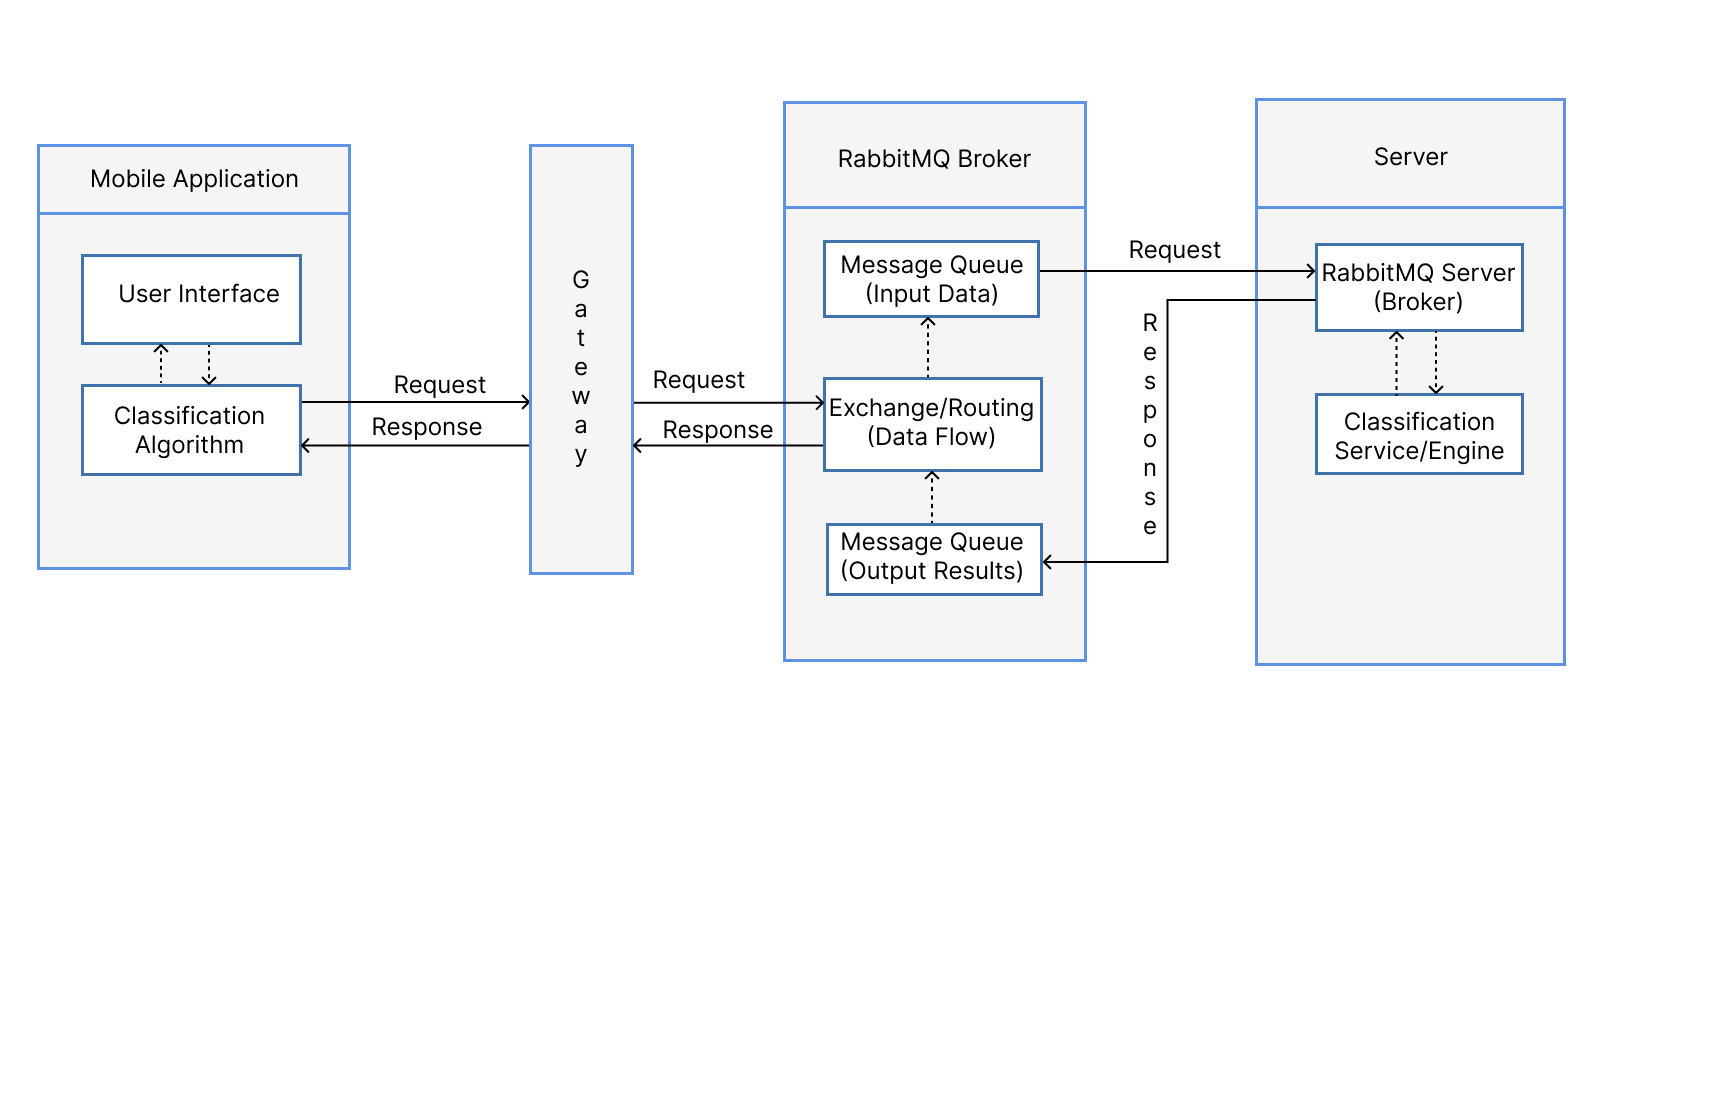 Mobile Application
User Interface
Classification
Algorithm
Request
Response
Gateway
Request
Response
RabbitMQ Broker
Message Queue
(Input Data)
Exchange/Routing
(Data Flow)
Message Queue
(Output Results)
Request
Response
Server
RabbitMQ Server
(Broker)
Classification
Service/Engine